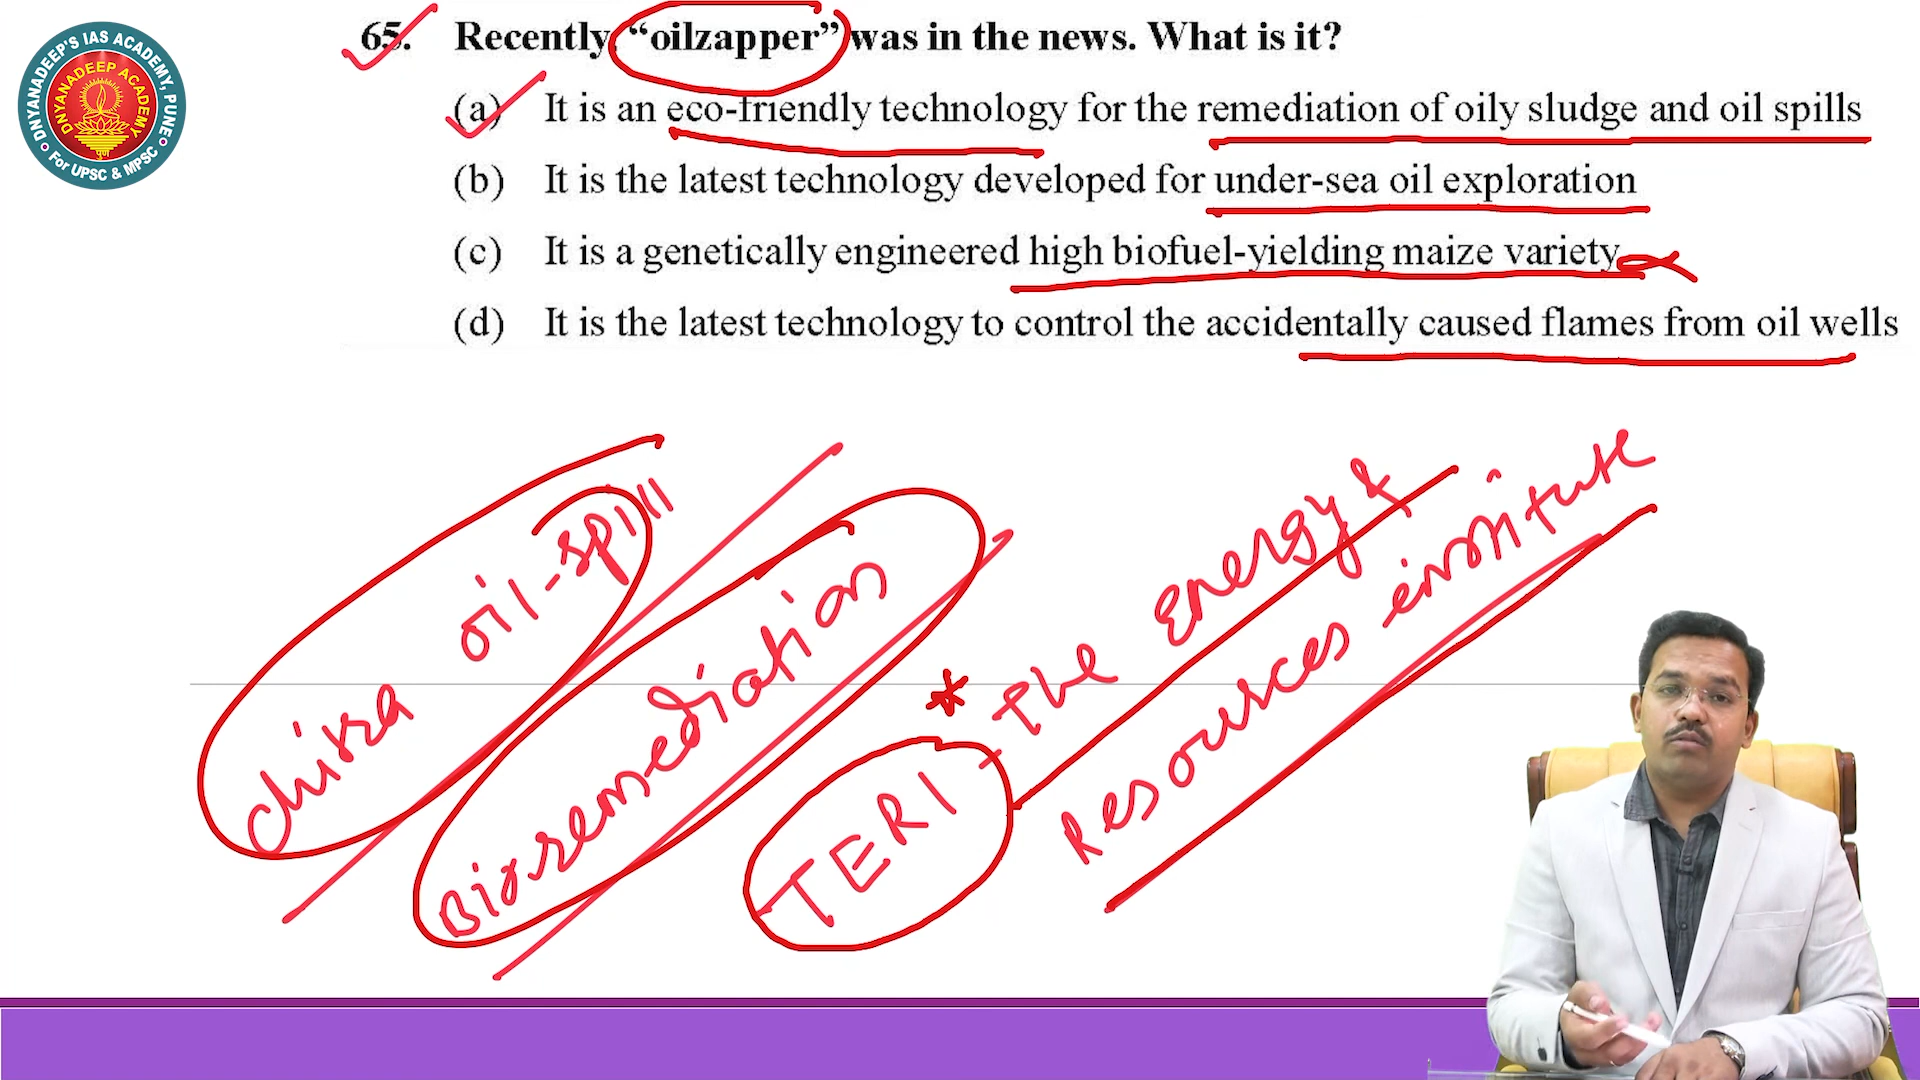 DNYANADEEP'S IAS ACADEMY, PUNE
DNYANADEEP ACADEMY
पुणे
For UPSC & MPSC
65. Recently, “oilzapper” was in the news. What is it?
(a) It is an eco-friendly technology for the remediation of oily sludge and oil spills
(b) It is the latest technology developed for under-sea oil exploration
(c) It is a genetically engineered high biofuel-yielding maize variety
(d) It is the latest technology to control the accidentally caused flames from oil wells
oil-spill
Bioremediation
TERI - the Energy &
Resources institute